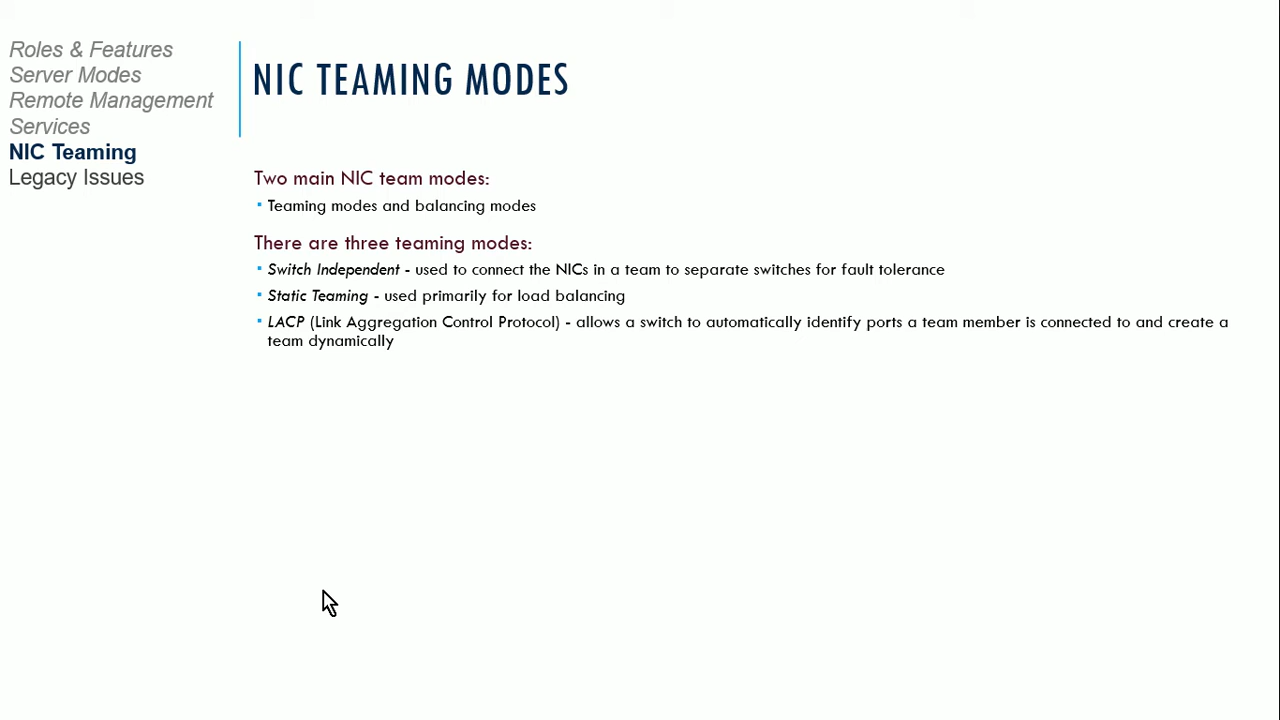 Roles & Features
Server Modes
Remote Management
Services
NIC Teaming
Legacy Issues
NIC TEAMING MODES
Two main NIC team modes:
▪ Teaming modes and balancing modes
There are three teaming modes:
▪ Switch Independent - used to connect the NICs in a team to separate switches for fault tolerance
▪ Static Teaming - used primarily for load balancing
▪ LACP (Link Aggregation Control Protocol) - allows a switch to automatically identify ports a team member is connected to and create a
team dynamically